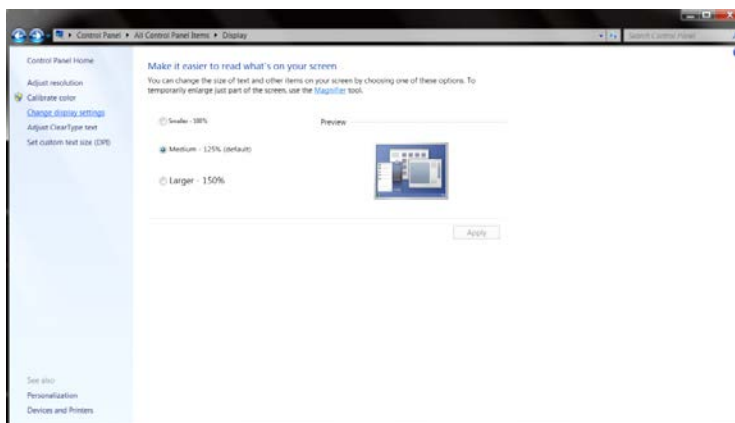 Control Panel ▸ All Control Panel Items ▸ Display
Search Control Panel
Control Panel Home
Adjust resolution
Calibrate color
Change display settings
Adjust ClearType text
Set custom text size (DPI)
Make it easier to read what's on your screen
You can change the size of text and other items on your screen by choosing one of these options. To
temporarily enlarge just part of the screen, use the Magnifier tool.
Smaller - 100%
Preview
Medium - 125% (default)
Larger - 150%
Apply
See also
Personalization
Devices and Printers